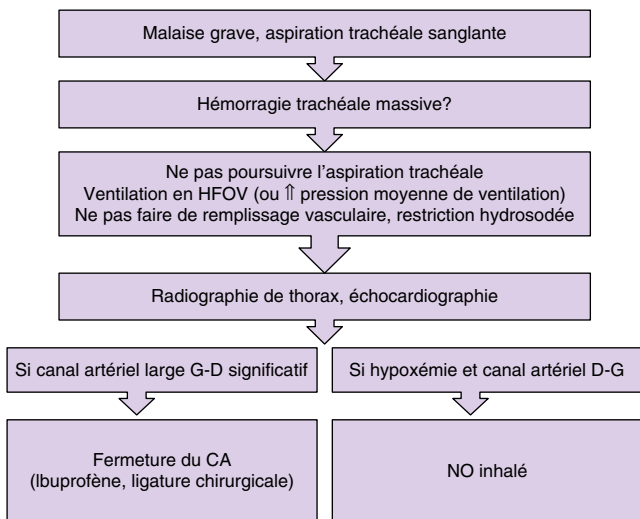 Malaise grave, aspiration trachéale sanglante
Hémorragie trachéale massive?
Ne pas poursuivre l'aspiration trachéale
Ventilation en HFOV (ou ⇑ pression moyenne de ventilation)
Ne pas faire de remplissage vasculaire, restriction hydrosodée
Radiographie de thorax, échocardiographie
Si canal artériel large G-D significatif
Si hypoxémie et canal artériel D-G
Fermeture du CA
(Ibuprofène, ligature chirurgicale)
NO inhalé